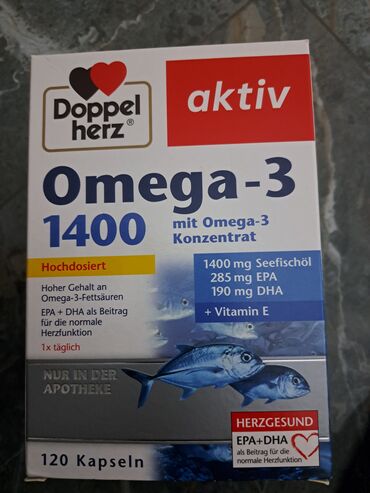 Doppel
herz®
aktiv
Omega-3
1400
mit Omega-3
Konzentrat
Hochdosiert
1400 mg Seefischöl
285 mg EPA
190 mg DHA
+ Vitamin E
Hoher Gehalt an
Omega-3-Fettsäuren
EPA + DHA als Beitrag
für die normale
Herzfunktion
1x täglich
NUR IN DER
APOTHEKE
120 Kapseln
HERZGESUND
EPA+DHA
als Beitrag für die
normale Herzfunktion